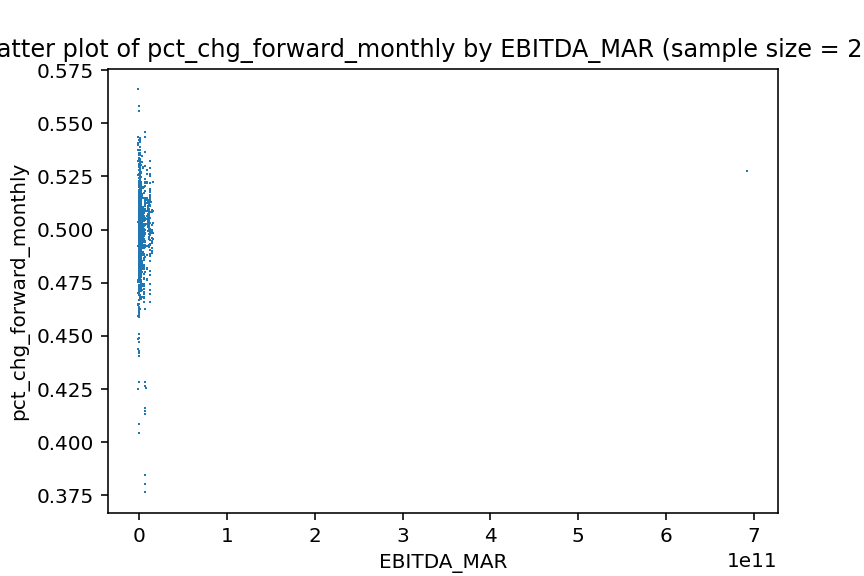 atter plot of pct_chg_forward_monthly by EBITDA_MAR (sample size = 2
0.575
0.550
0.525
0.500
0.475
0.450
0.425
0.400
0.375
pct_chg_forward_monthly
0 1 2 3 4 5 6 7
1e11
EBITDA_MAR